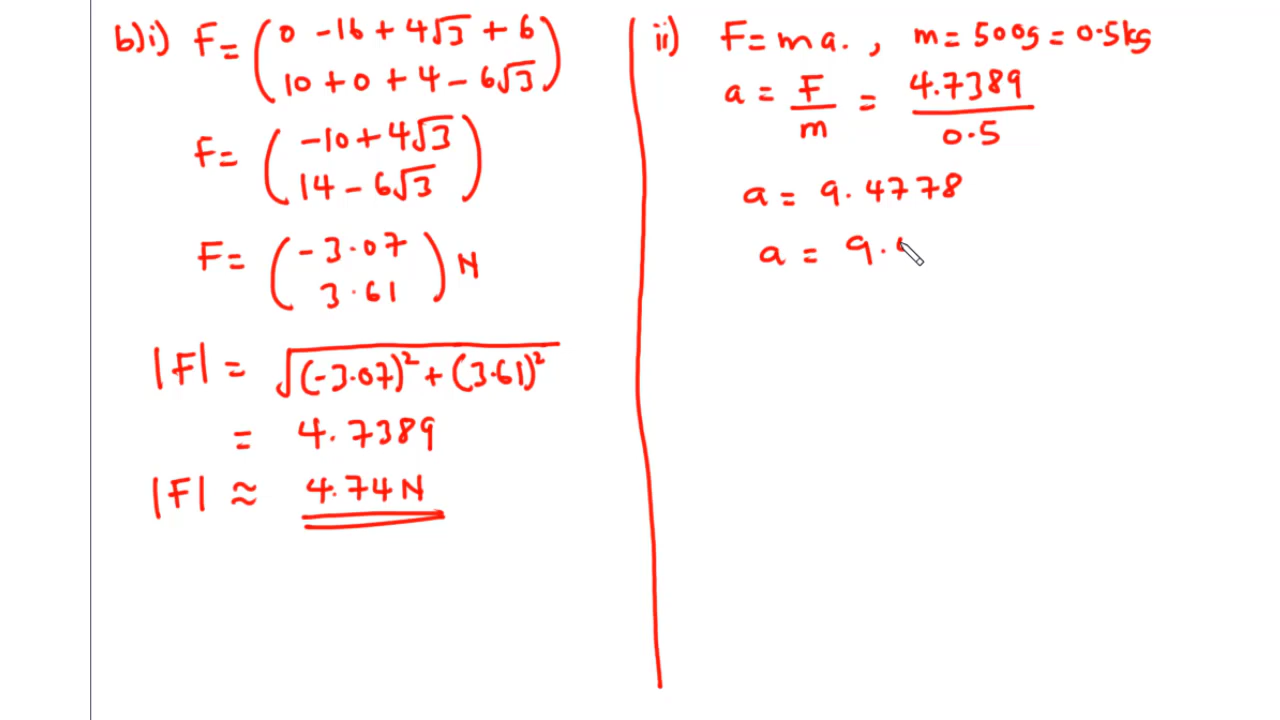 b)i) F = ( 0 -16 + 4√3 + 6
10 + 0 + 4 - 6√3 )
F = ( -10 + 4√3
14 - 6√3 )
F = ( -3.07
3.61 ) N
|F| = √(-3.07)² + (3.61)²
= 4.7389
|F| ≈ 4.74 N
ii) F = ma. , m = 500g = 0.5kg
a = F/m = 4.7389/0.5
a = 9.4778
a = 9.